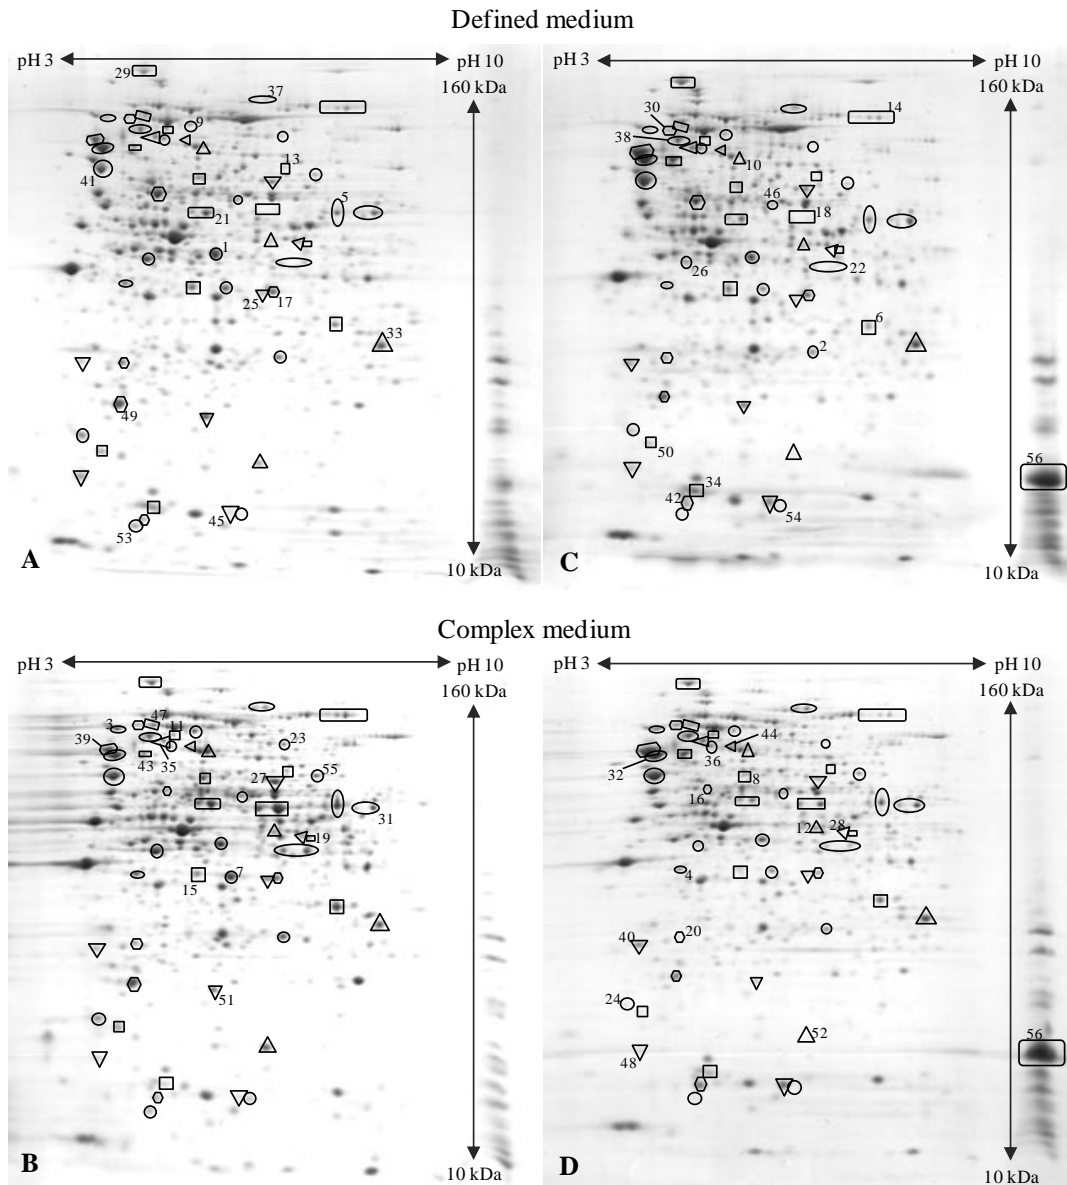 Defined medium
pH 3
pH 10
160 kDa
29
37
9
13
41
5
21
1
25
17
33
49
45
53
A
10 kDa
pH 3
pH 10
160 kDa
14
30
38
10
46
18
26
22
6
2
50
34
42
54
56
C
10 kDa
Complex medium
pH 3
pH 10
160 kDa
3
47
11
39
43
35
23
27
55
31
19
15
7
51
B
10 kDa
pH 3
pH 10
160 kDa
44
32
36
8
16
12
28
4
40
20
24
52
48
56
D
10 kDa